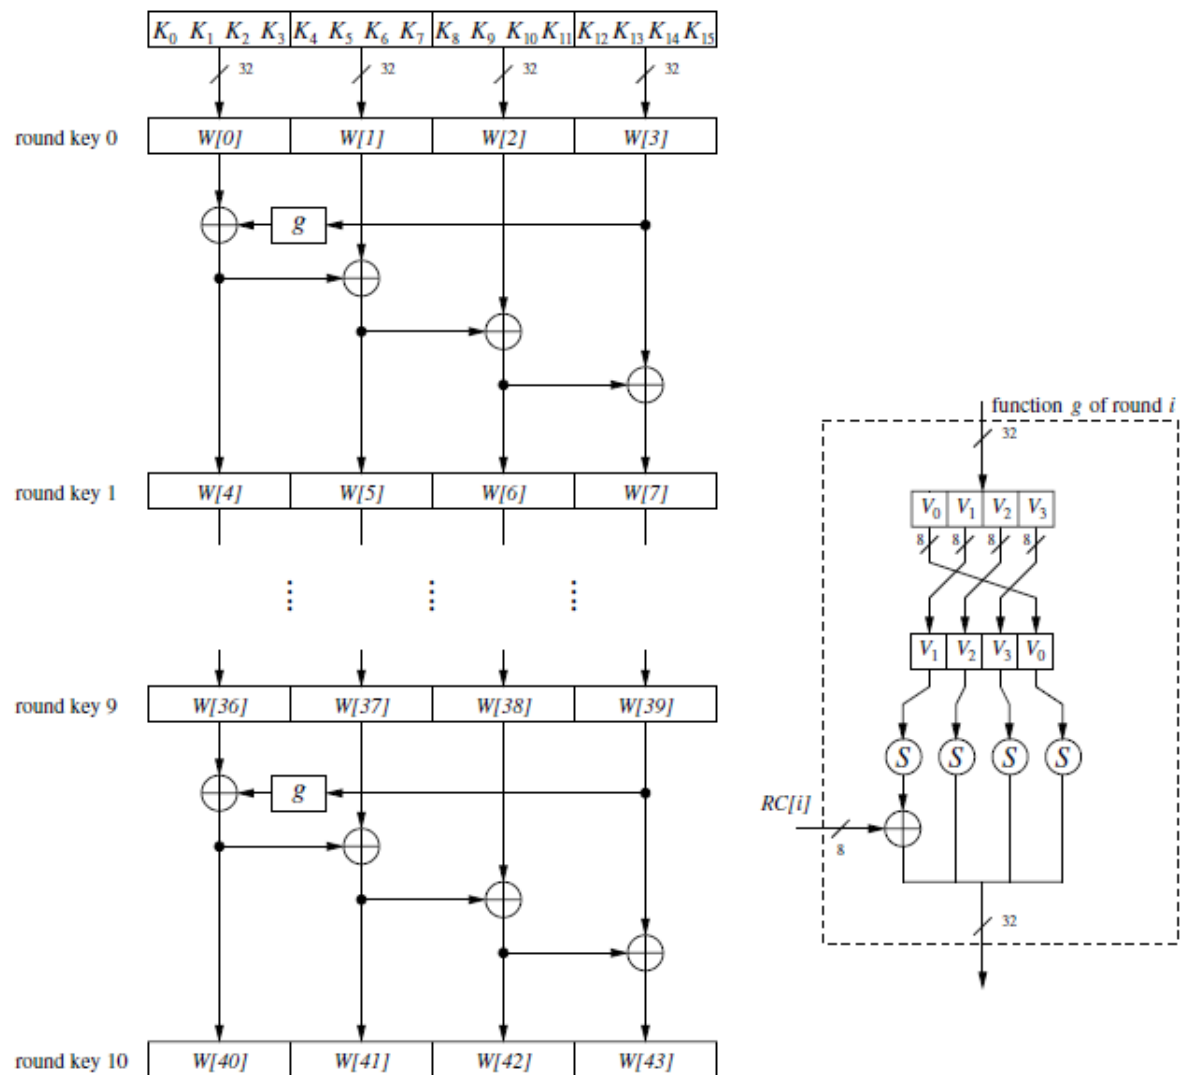 K₀ K₁ K₂ K₃ K₄ K₅ K₆ K₇ K₈ K₉ K₁₀ K₁₁ K₁₂ K₁₃ K₁₄ K₁₅
32 32 32 32
round key 0 W[0] W[1] W[2] W[3]
g
round key 1 W[4] W[5] W[6] W[7]
round key 9 W[36] W[37] W[38] W[39]
g
round key 10 W[40] W[41] W[42] W[43]
function g of round i
32
V₀ V₁ V₂ V₃
8 8 8 8
V₁ V₂ V₃ V₀
S S S S
RC[i]
8
32